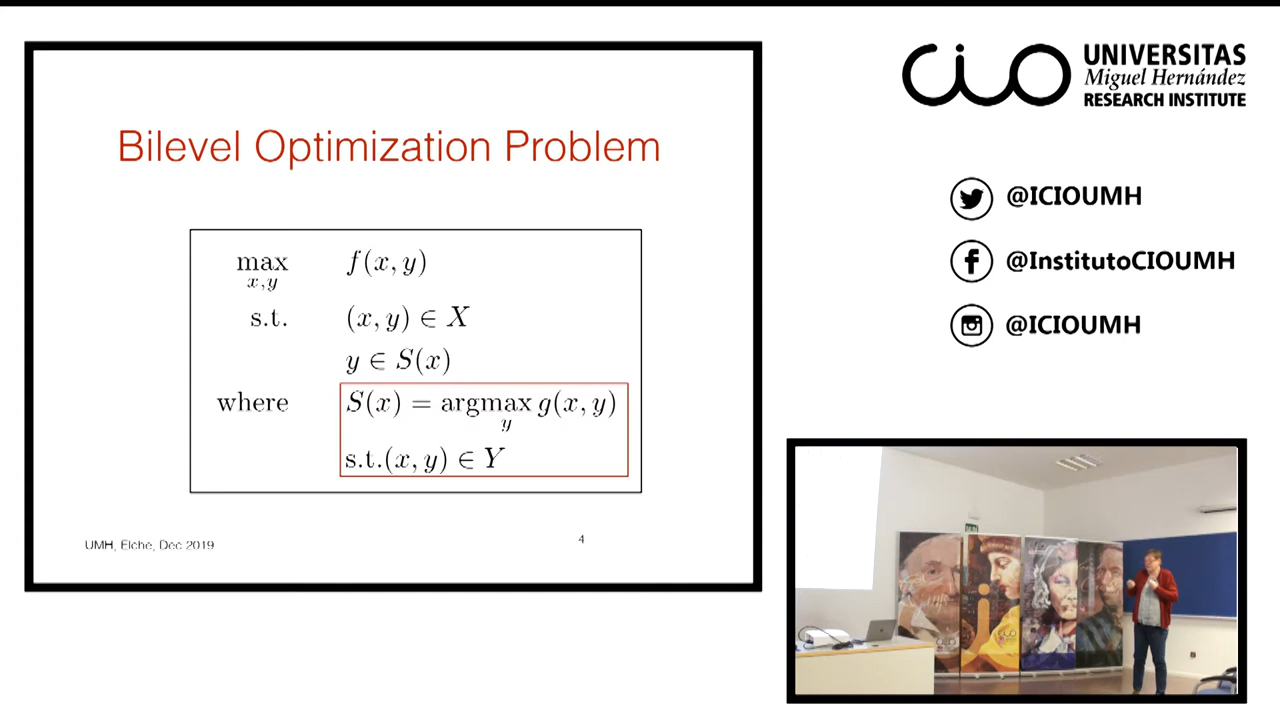 Bilevel Optimization Problem
max f(x, y)
x,y
s.t. (x, y) ∈ X
y ∈ S(x)
where S(x) = argmax g(x, y)
y
s.t.(x, y) ∈ Y
UMH, Elche, Dec 2019
4
cio
UNIVERSITAS
Miguel Hernández
RESEARCH INSTITUTE
@ICIOUMH
@InstitutoCIOUMH
@ICIOUMH